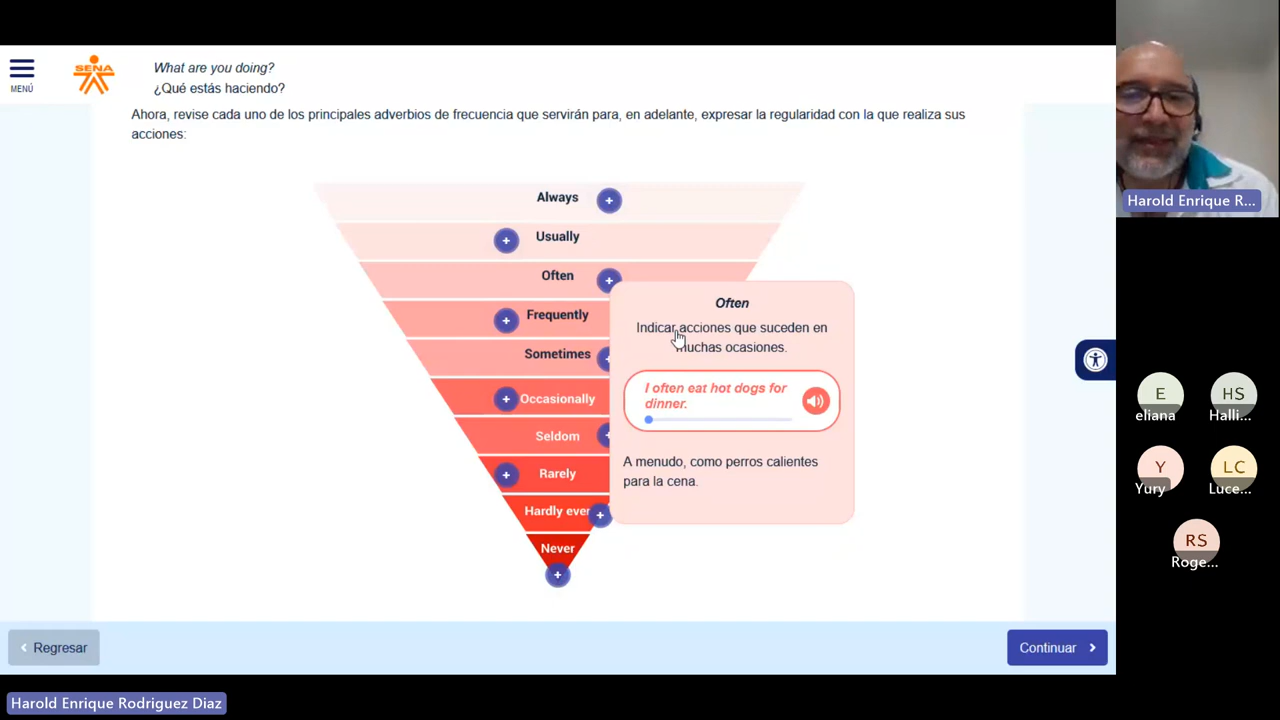 MENÚ
SENA
What are you doing?
¿Qué estás haciendo?
Ahora, revise cada uno de los principales adverbios de frecuencia que servirán para, en adelante, expresar la regularidad con la que realiza sus
acciones:
Always
Usually
Often
Frequently
Sometimes
Occasionally
Seldom
Rarely
Hardly ever
Never
Often
Indicar acciones que suceden en
muchas ocasiones.
I often eat hot dogs for
dinner.
A menudo, como perros calientes
para la cena.
Regresar
Continuar
Harold Enrique R...
E
eliana
HS
Halli...
Y
Yury
LC
Luce...
RS
Roge...
Harold Enrique Rodriguez Diaz